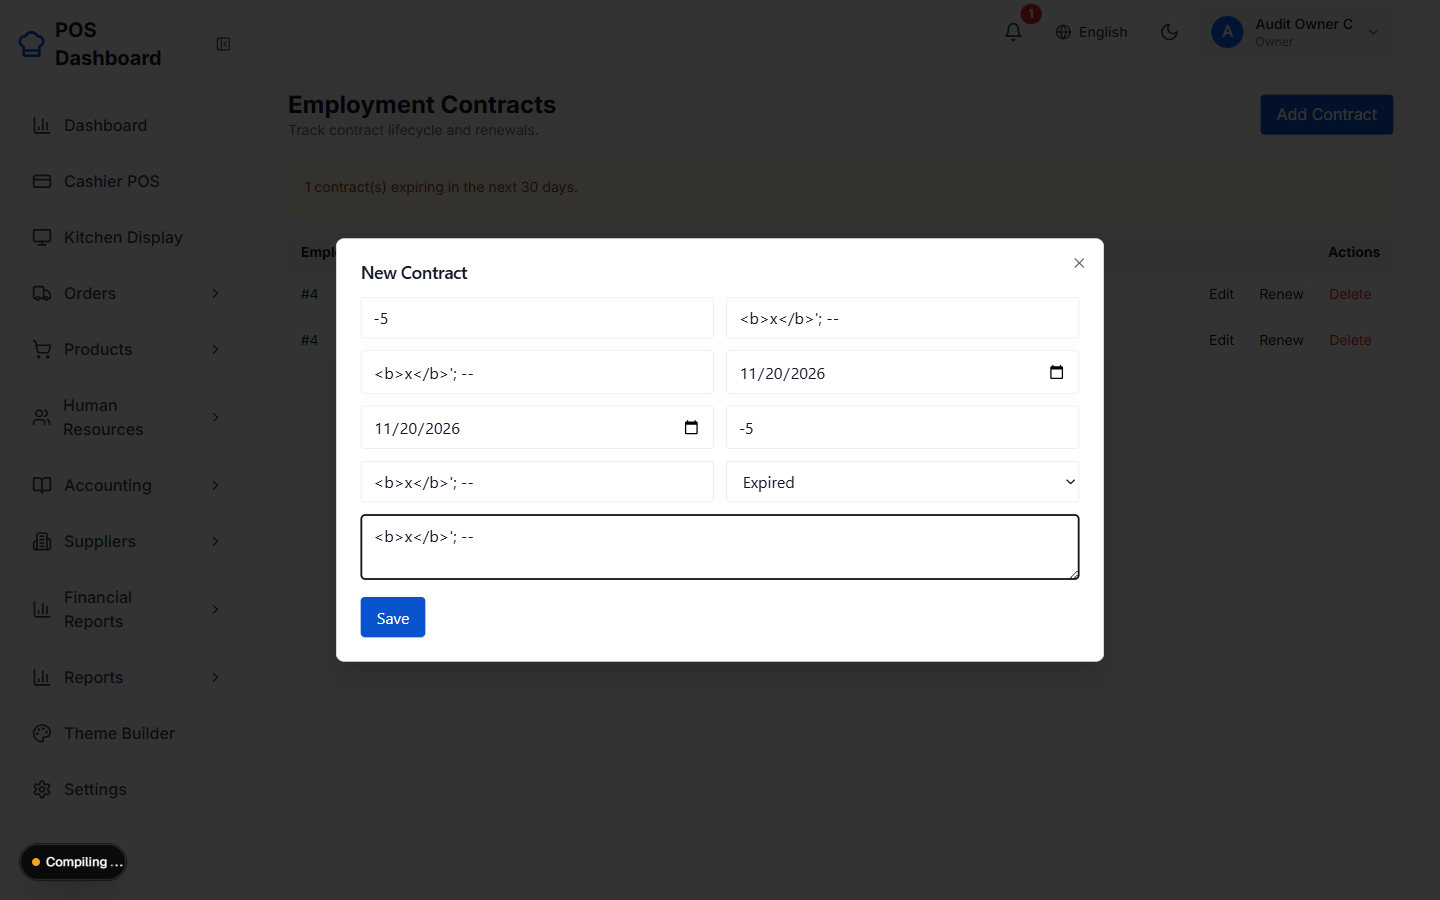 POS
Dashboard
1
English
A
Audit Owner C
Owner
Dashboard
Cashier POS
Kitchen Display
Orders
Products
Human
Resources
Accounting
Suppliers
Financial
Reports
Reports
Theme Builder
Settings
Compiling ...
Employment Contracts
Track contract lifecycle and renewals.
Add Contract
1 contract(s) expiring in the next 30 days.
Actions
#4
Edit Renew Delete
#4
Edit Renew Delete
New Contract
-5
<b>x</b>'; --
<b>x</b>'; --
11/20/2026
11/20/2026
-5
<b>x</b>'; --
Expired
<b>x</b>'; --
Save